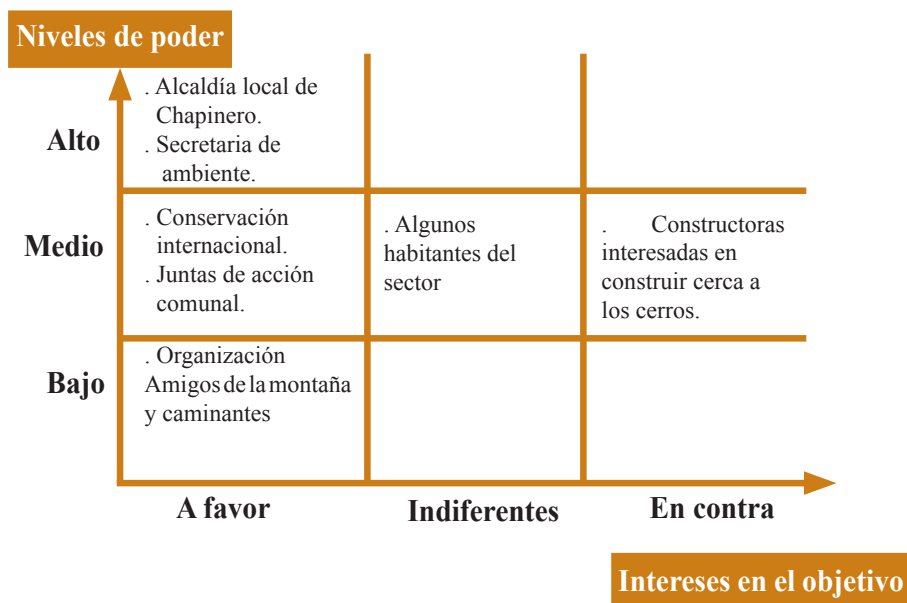 Niveles de poder
Alto
. Alcaldía local de
Chapinero.
. Secretaria de
ambiente.
Medio
. Conservación
internacional.
. Juntas de acción
comunal.
. Algunos
habitantes del
sector
. Constructoras
interesadas en
construir cerca a
los cerros.
Bajo
. Organización
Amigos de la montaña
y caminantes
A favor
Indiferentes
En contra
Intereses en el objetivo